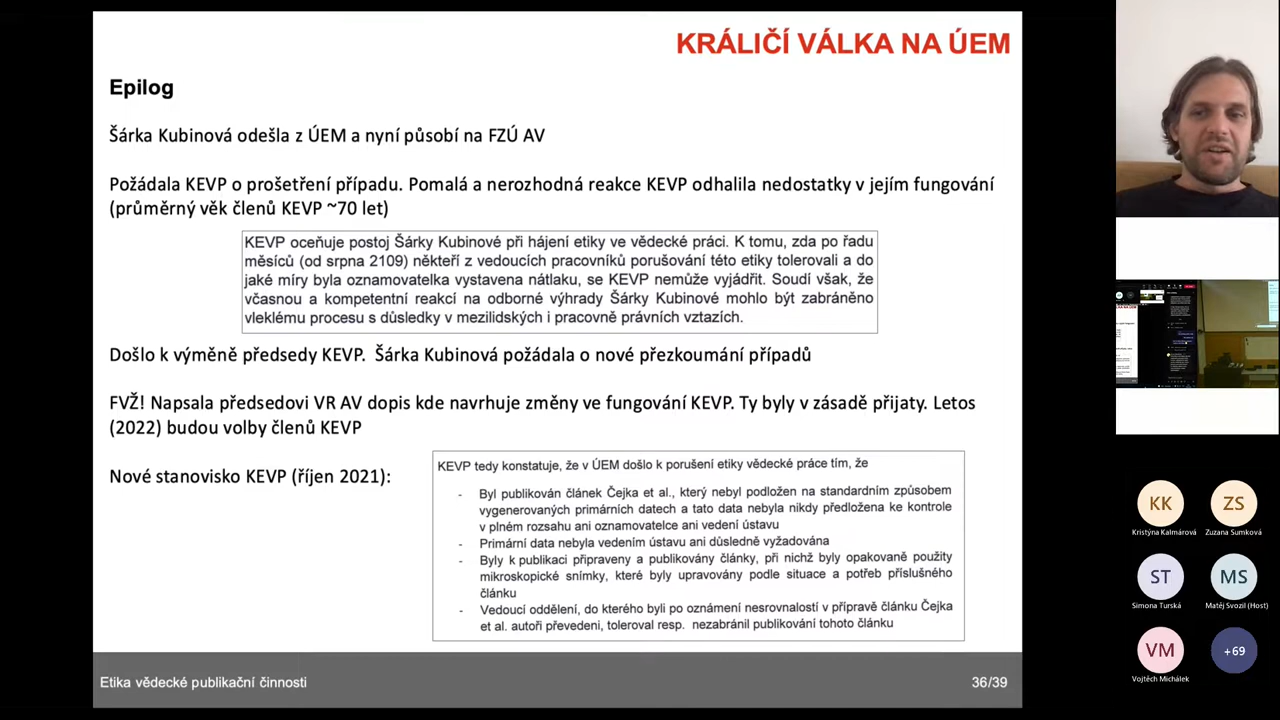 KRÁLIČÍ VÁLKA NA ÚEM
Epilog
Šárka Kubinová odešla z ÚEM a nyní působí na FZÚ AV
Požádala KEVP o prošetření případu. Pomalá a nerozhodná reakce KEVP odhalila nedostatky v jejím fungování
(průměrný věk členů KEVP ~70 let)
KEVP oceňuje postoj Šárky Kubinové při hájení etiky ve vědecké práci. K tomu, zda po řadu
měsíců (od srpna 2109) někteří z vedoucích pracovníků porušování této etiky tolerovali a do
jaké míry byla oznamovatelka vystavena nátlaku, se KEVP nemůže vyjádřit. Soudí však, že
včasnou a kompetentní reakcí na odborné výhrady Šárky Kubinové mohlo být zabráněno
vleklému procesu s důsledky v mezilidských i pracovně právních vztazích.
Došlo k výměně předsedy KEVP. Šárka Kubinová požádala o nové přezkoumání případů
FVŽ! Napsala předsedovi VR AV dopis kde navrhuje změny ve fungování KEVP. Ty byly v zásadě přijaty. Letos
(2022) budou volby členů KEVP
Nové stanovisko KEVP (říjen 2021):
KEVP tedy konstatuje, že v ÚEM došlo k porušení etiky vědecké práce tím, že
- Byl publikován článek Čejka et al., který nebyl podložen na standardním způsobem
vygenerovaných primárních datech a tato data nebyla nikdy předložena ke kontrole
v plném rozsahu ani oznamovatelce ani vedení ústavu
- Primární data nebyla vedením ústavu ani důsledně vyžadována
- Byly k publikaci připraveny a publikovány články, při nichž byly opakovaně použity
mikroskopické snímky, které byly upravovány podle situace a potřeb příslušného
článku
- Vedoucí oddělení, do kterého byli po oznámení nesrovnalostí v přípravě článku Čejka
et al. autoři převedeni, toleroval resp. nezabránil publikování tohoto článku
Etika vědecké publikační činnosti
36/39
KK
ZS
Kristýna Kalmárová
Zuzana Sumková
ST
MS
Simona Turská
Matěj Svozil (Host)
VM
+69
Vojtěch Michálek